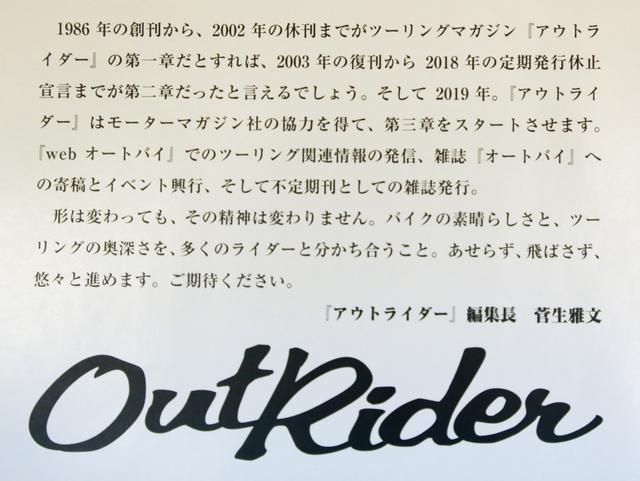 1986 年の創刊から、2002 年の休刊までがツーリングマガジン『アウトラ
イダー』の第一章だとすれば、2003 年の復刊から 2018 年の定期発行休止
宣言までが第二章だったと言えるでしょう。そして 2019 年。『アウトライ
ダー』はモーターマガジン社の協力を得て、第三章をスタートさせます。
『web オートバイ』でのツーリング関連情報の発信、雑誌『オートバイ』へ
の寄稿とイベント興行、そして不定期刊としての雑誌発行。
形は変わっても、その精神は変わりません。バイクの素晴らしさと、ツー
リングの奥深さを、多くのライダーと分かち合うこと。あせらず、飛ばさず、
悠々と進めます。ご期待ください。
『アウトライダー』編集長 菅生雅文
OutRider